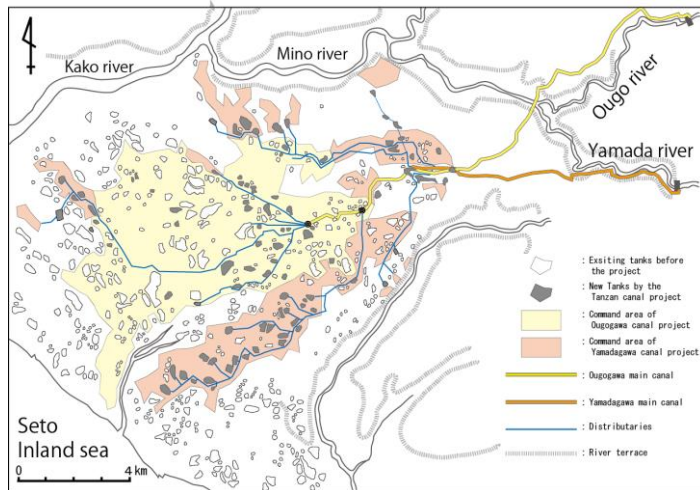 Kako river
Mino river
Ougo river
Yamada river
: Exsiting tanks before
the project
: New Tanks by the
Tanzan canal project
: Command area of
Ougogawa canal project
: Command area of
Yamadagawa canal project
: Ougogawa main canal
: Yamadagawa main canal
: Distributaries
: River terrace
Seto
Inland sea
0 4 km